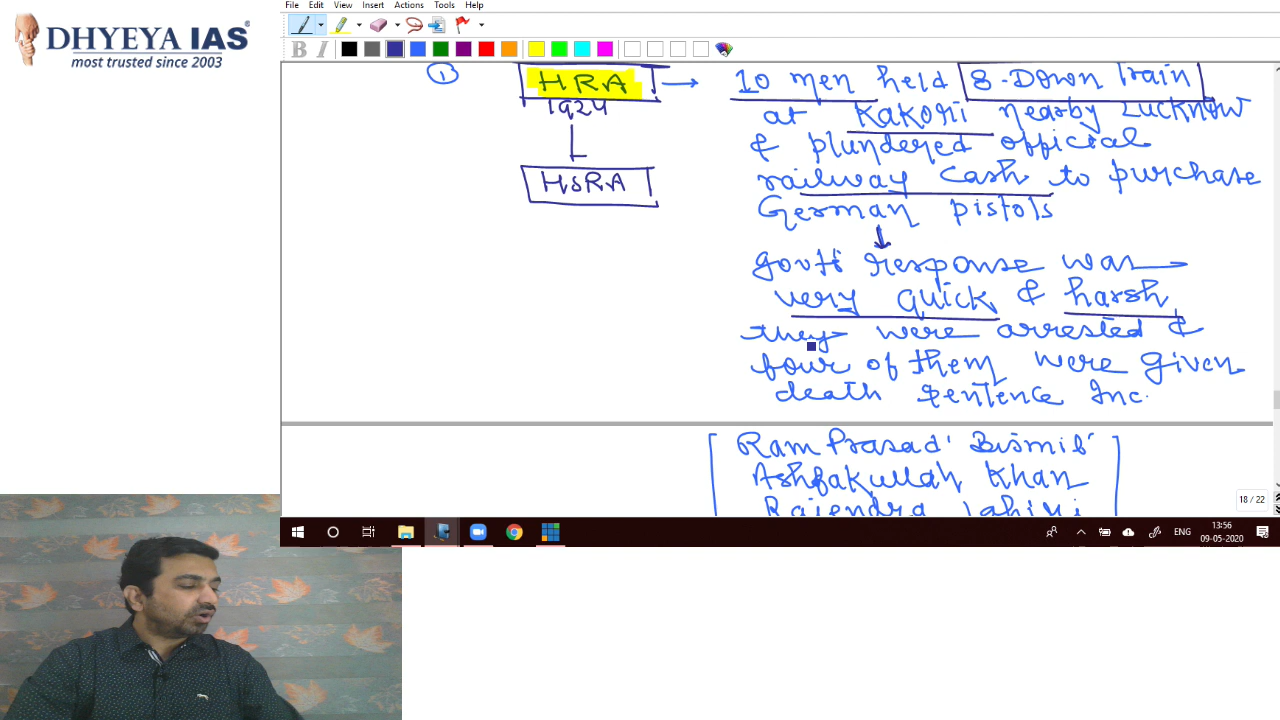 File Edit View Insert Actions Tools Help
DHYEYA IAS®
most trusted since 2003
B I
① HRA → 10 men held 8-Down Train
1924
at Kakori nearby Lucknow
& plundered official
HSRA
railway cash to purchase
German pistols
Govt's response was
very quick & harsh
they were arrested &
four of them were given
death sentence Inc.
Ram Prasad 'Bismil'
Ashfakullah Khan
Rajendra Lahiri
18 / 22
ENG
13:56
09-05-2020